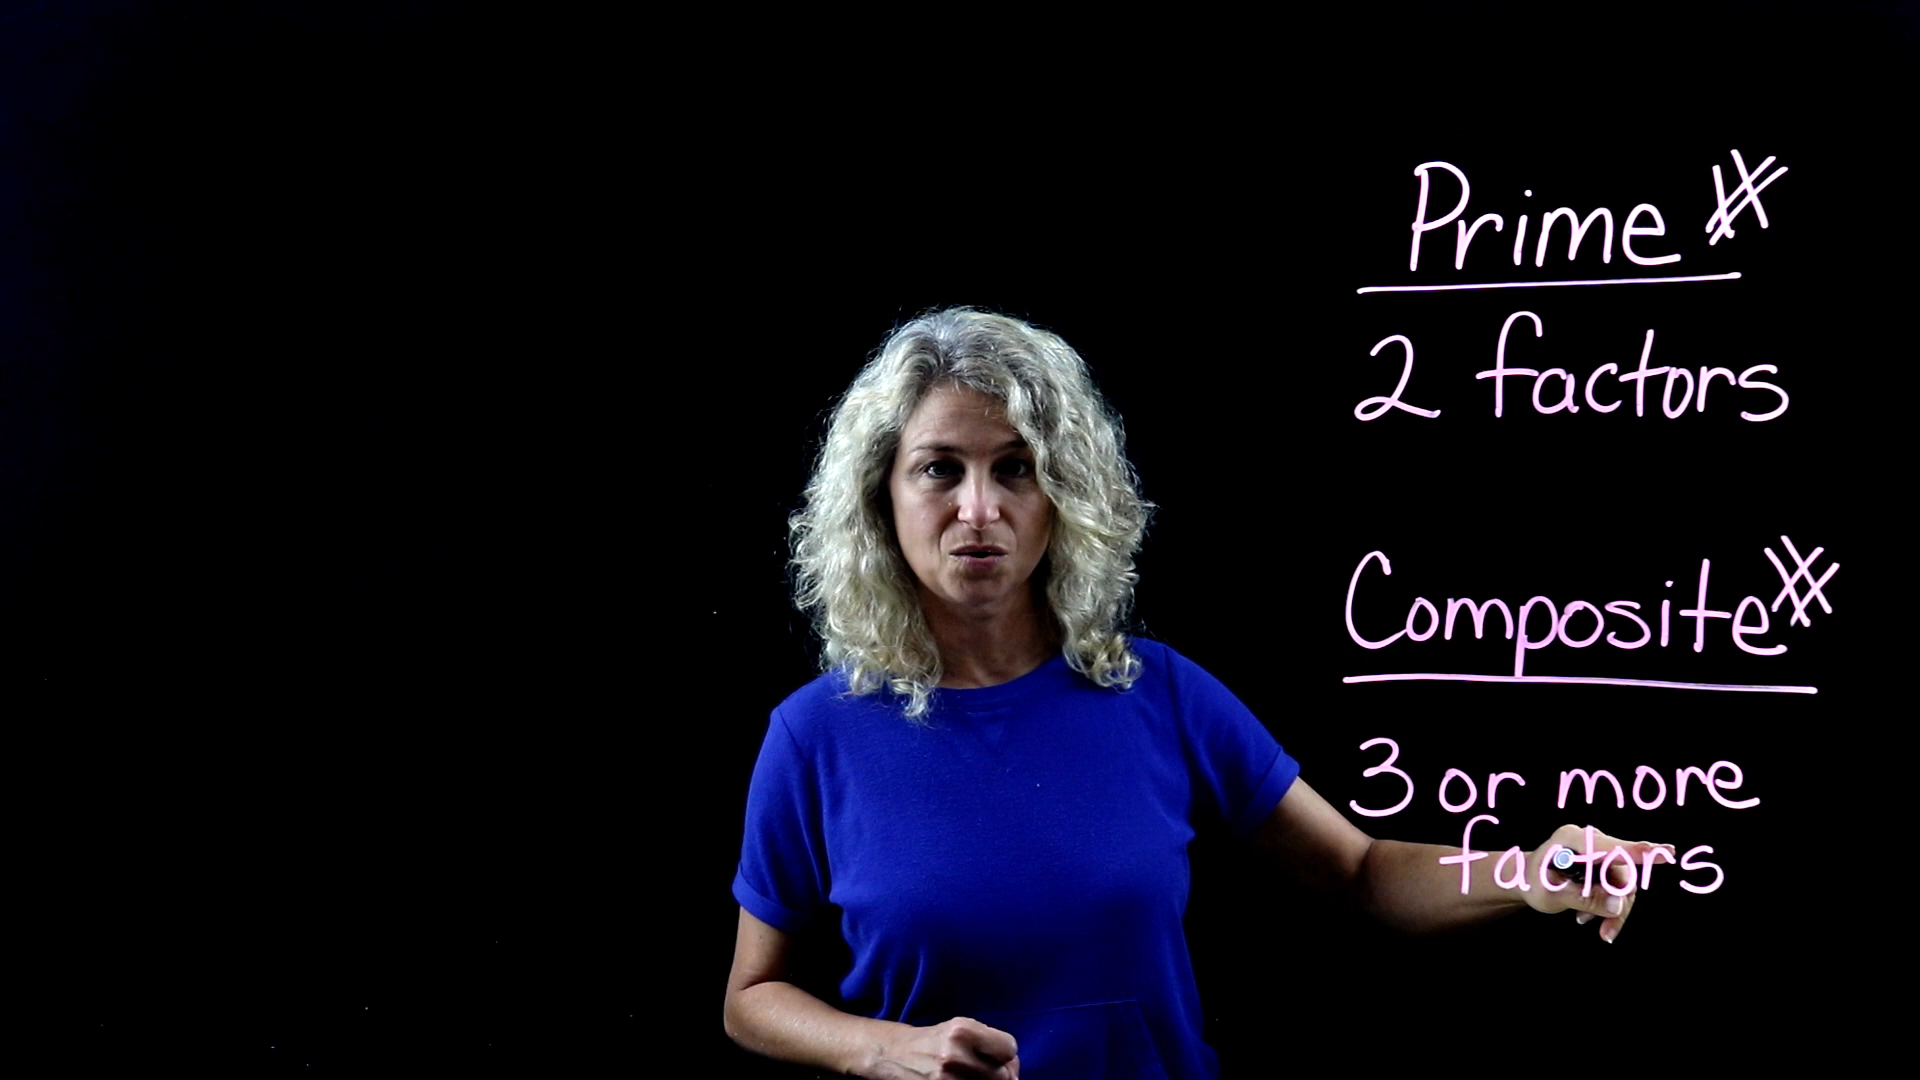 Prime #
2 factors
Composite #
3 or more
factors